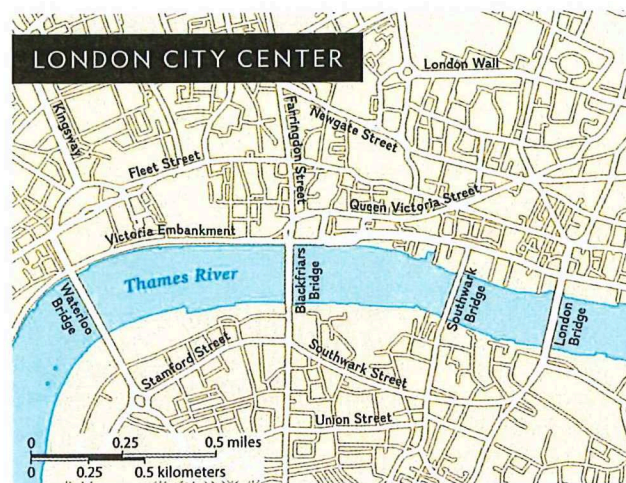 LONDON CITY CENTER
London Wall
Kingsway
Farringdon Street
Newgate Street
Fleet Street
Queen Victoria Street
Victoria Embankment
Thames River
Waterloo
Bridge
Blackfriars
Bridge
Southwark
Bridge
London
Bridge
Stamford Street
Southwark Street
Union Street
0 0.25 0.5 miles
0 0.25 0.5 kilometers